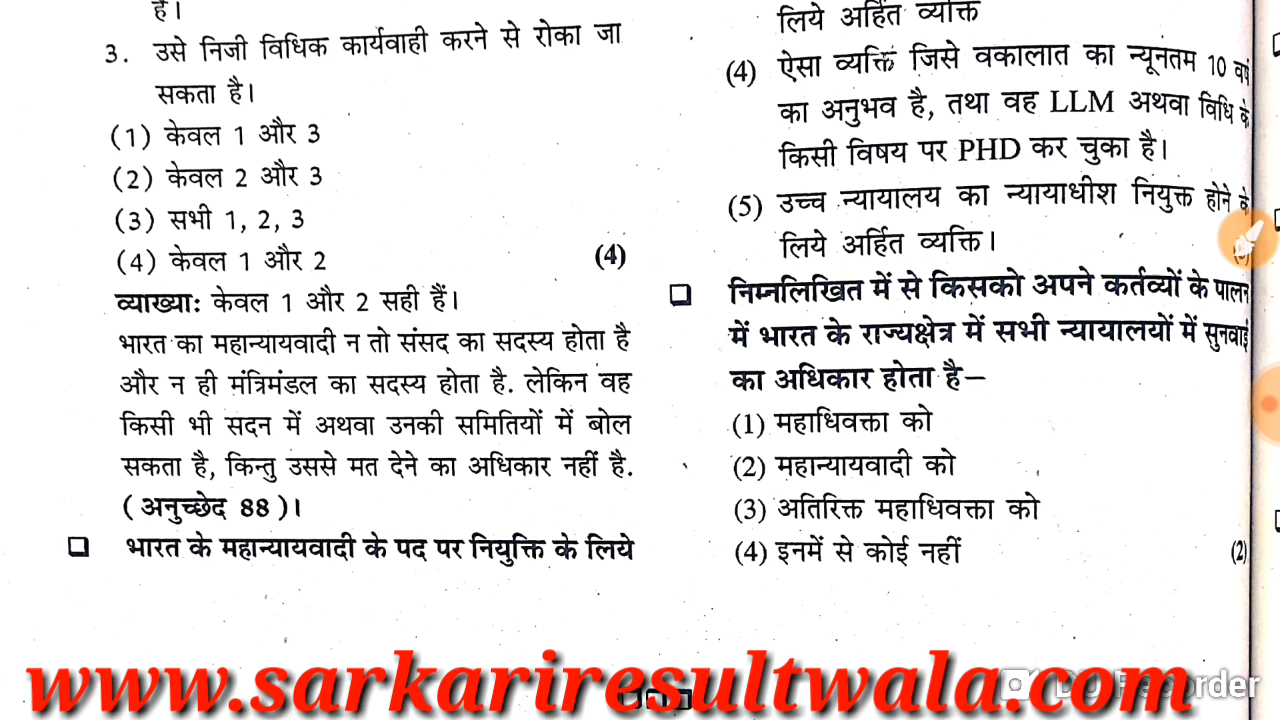 है।
3. उसे निजी विधिक कार्यवाही करने से रोका जा
सकता है।
(1) केवल 1 और 3
(2) केवल 2 और 3
(3) सभी 1, 2, 3
(4) केवल 1 और 2 (4)
व्याख्याः केवल 1 और 2 सही हैं।
भारत का महान्यायवादी न तो संसद का सदस्य होता है
और न ही मंत्रिमंडल का सदस्य होता है. लेकिन वह
किसी भी सदन में अथवा उनकी समितियों में बोल
सकता है, किन्तु उससे मत देने का अधिकार नहीं है.
(अनुच्छेद 88)।
भारत के महान्यायवादी के पद पर नियुक्ति के लिये
लिये अर्हित व्यक्ति
(4) ऐसा व्यक्ति जिसे वकालात का न्यूनतम 10 वर्ष
का अनुभव है, तथा वह LLM अथवा विधि के
किसी विषय पर PHD कर चुका है।
(5) उच्च न्यायालय का न्यायाधीश नियुक्त होने के
लिये अर्हित व्यक्ति।
निम्नलिखित में से किसको अपने कर्तव्यों के पालन
में भारत के राज्यक्षेत्र में सभी न्यायालयों में सुनवाई
का अधिकार होता है–
(1) महाधिवक्ता को
(2) महान्यायवादी को
(3) अतिरिक्त महाधिवक्ता को
(4) इनमें से कोई नहीं (2)
www.sarkariresultwala.com
Recorder